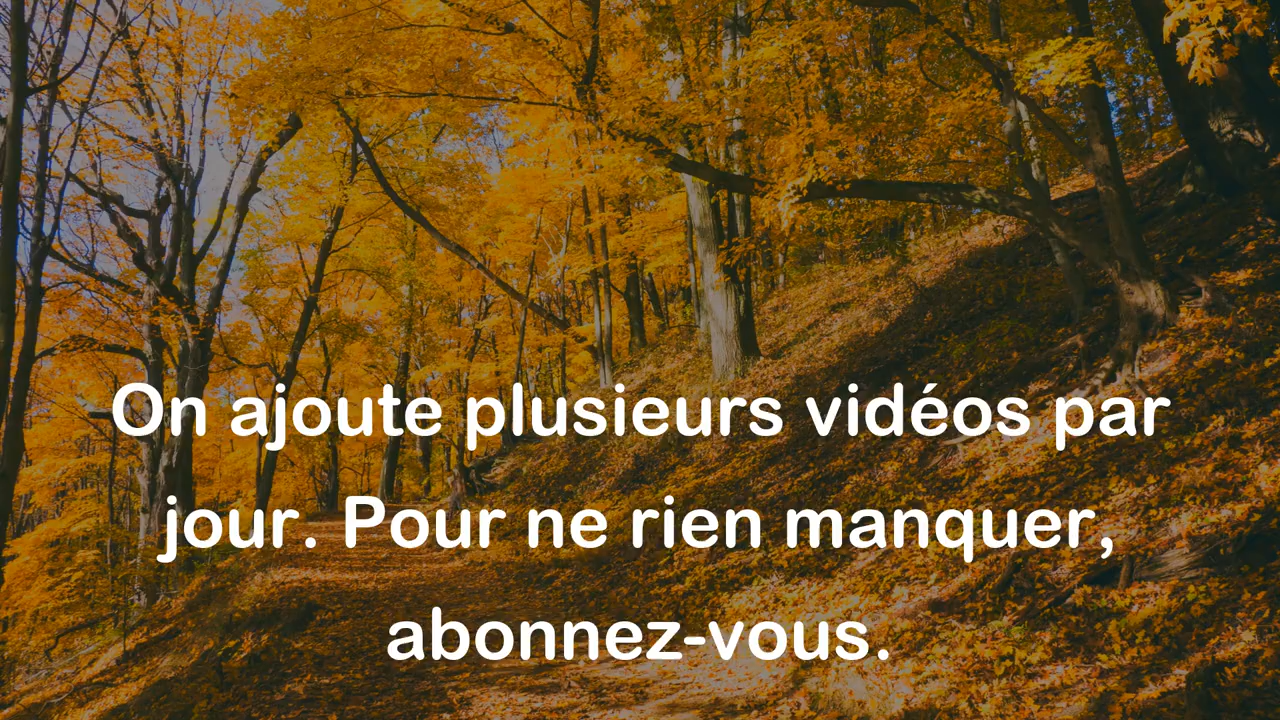 On ajoute plusieurs vidéos par
jour. Pour ne rien manquer,
abonnez-vous.